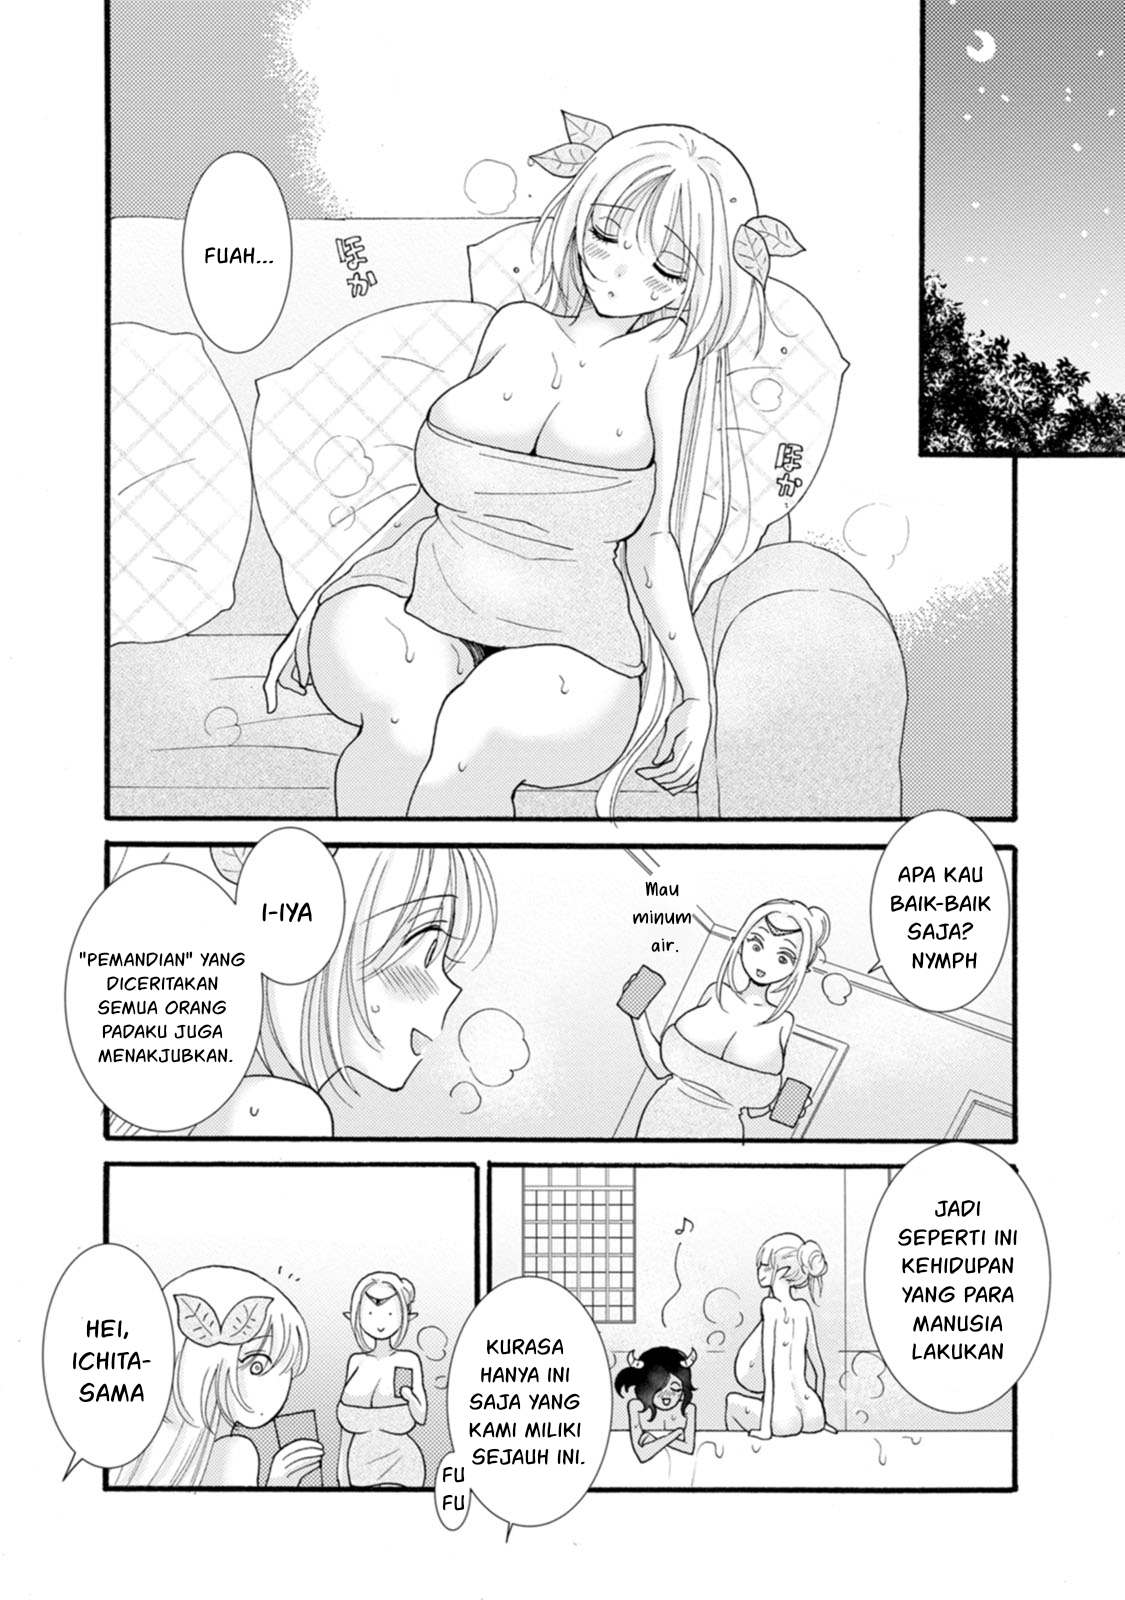 FUAH...
ほか
ほか
APA KAU
BAIK-BAIK
SAJA?
NYMPH
Mau
minum
air.
I-IYA
"PEMANDIAN" YANG
DICERITAKAN
SEMUA ORANG
PADAKU JUGA
MENAKJUBKAN.
JADI
SEPERTI INI
KEHIDUPAN
YANG PARA
MANUSIA
LAKUKAN
KURASA
HANYA INI
SAJA YANG
KAMI MILIKI
SEJAUH INI.
FU
FU
HEI,
ICHITA-
SAMA